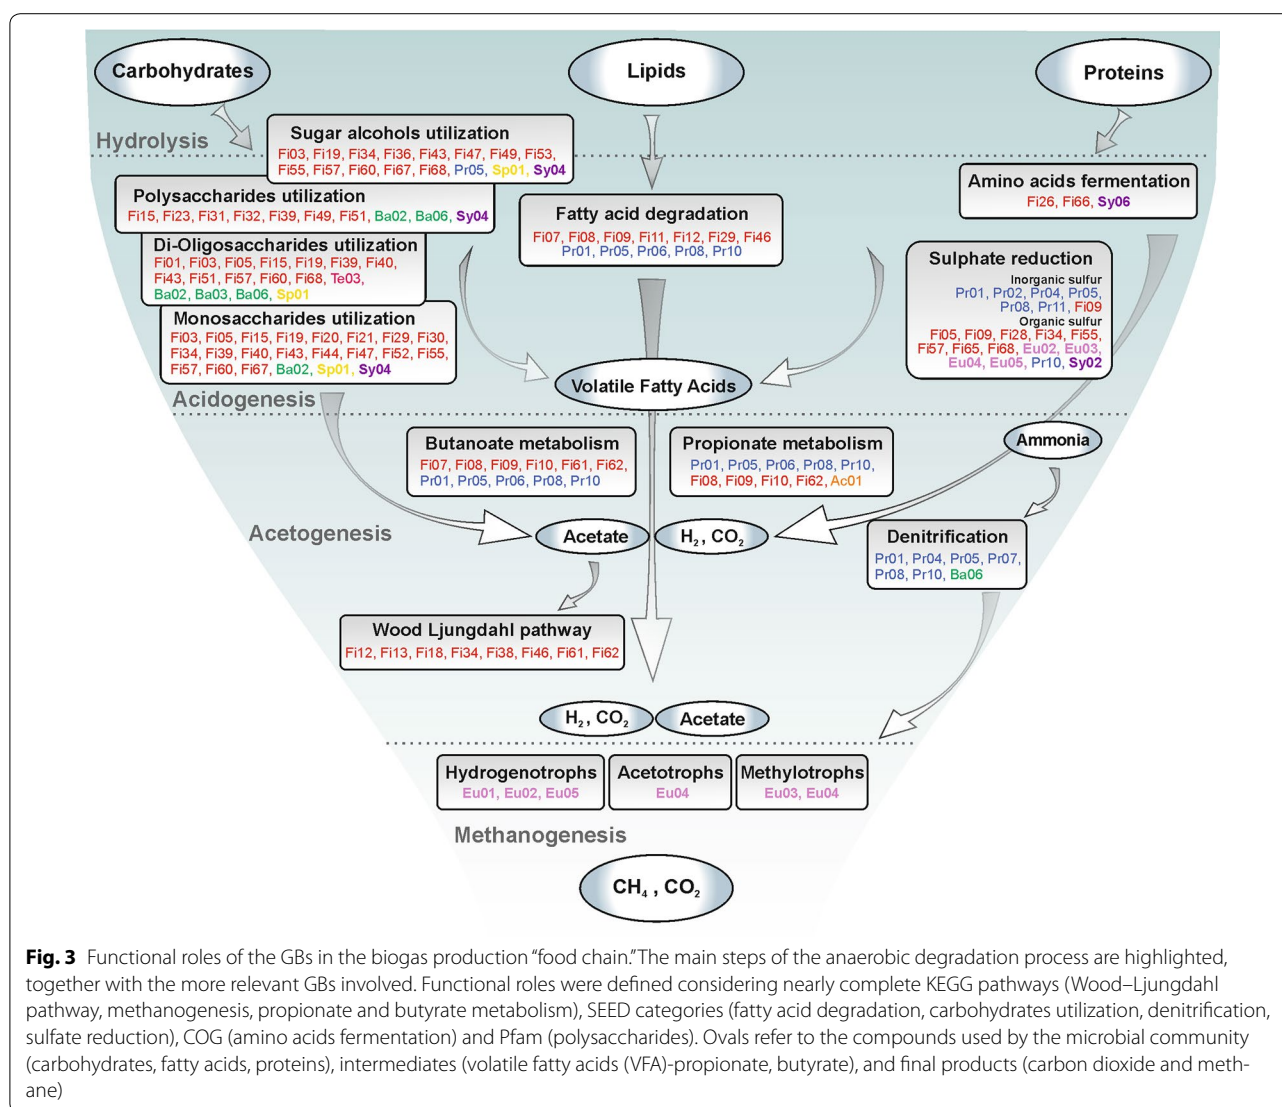 Carbohydrates
Lipids
Proteins
Hydrolysis
Sugar alcohols utilization
Fi03, Fi19, Fi34, Fi36, Fi43, Fi47, Fi49, Fi53,
Fi55, Fi57, Fi60, Fi67, Fi68, Pr05, Sp01, Sy04
Polysaccharides utilization
Fi15, Fi23, Fi31, Fi32, Fi39, Fi49, Fi51, Ba02, Ba06, Sy04
Di-Oligosaccharides utilization
Fi01, Fi03, Fi05, Fi15, Fi19, Fi39, Fi40,
Fi43, Fi51, Fi57, Fi60, Fi68, Te03,
Ba02, Ba03, Ba06, Sp01
Monosaccharides utilization
Fi03, Fi05, Fi15, Fi19, Fi20, Fi21, Fi29, Fi30,
Fi34, Fi39, Fi40, Fi43, Fi44, Fi47, Fi52, Fi55,
Fi57, Fi60, Fi67, Ba02, Sp01, Sy04
Fatty acid degradation
Fi07, Fi08, Fi09, Fi11, Fi12, Fi29, Fi46
Pr01, Pr05, Pr06, Pr08, Pr10
Amino acids fermentation
Fi26, Fi66, Sy06
Sulphate reduction
Inorganic sulfur
Pr01, Pr02, Pr04, Pr05,
Pr08, Pr11, Fi09
Organic sulfur
Fi05, Fi09, Fi28, Fi34, Fi55,
Fi57, Fi65, Fi68, Eu02, Eu03,
Eu04, Eu05, Pr10, Sy02
Volatile Fatty Acids
Acidogenesis
Butanoate metabolism
Fi07, Fi08, Fi09, Fi10, Fi61, Fi62,
Pr01, Pr05, Pr06, Pr08, Pr10
Propionate metabolism
Pr01, Pr05, Pr06, Pr08, Pr10,
Fi08, Fi09, Fi10, Fi62, Ac01
Ammonia
Acetogenesis
Acetate
H2, CO2
Denitrification
Pr01, Pr04, Pr05, Pr07,
Pr08, Pr10, Ba06
Wood Ljungdahl pathway
Fi12, Fi13, Fi18, Fi34, Fi38, Fi46, Fi61, Fi62
H2, CO2
Acetate
Hydrogenotrophs
Eu01, Eu02, Eu05
Acetotrophs
Eu04
Methylotrophs
Eu03, Eu04
Methanogenesis
CH4 , CO2
Fig. 3 Functional roles of the GBs in the biogas production “food chain.” The main steps of the anaerobic degradation process are highlighted,
together with the more relevant GBs involved. Functional roles were defined considering nearly complete KEGG pathways (Wood–Ljungdahl
pathway, methanogenesis, propionate and butyrate metabolism), SEED categories (fatty acid degradation, carbohydrates utilization, denitrification,
sulfate reduction), COG (amino acids fermentation) and Pfam (polysaccharides). Ovals refer to the compounds used by the microbial community
(carbohydrates, fatty acids, proteins), intermediates (volatile fatty acids (VFA)-propionate, butyrate), and final products (carbon dioxide and meth-
ane)